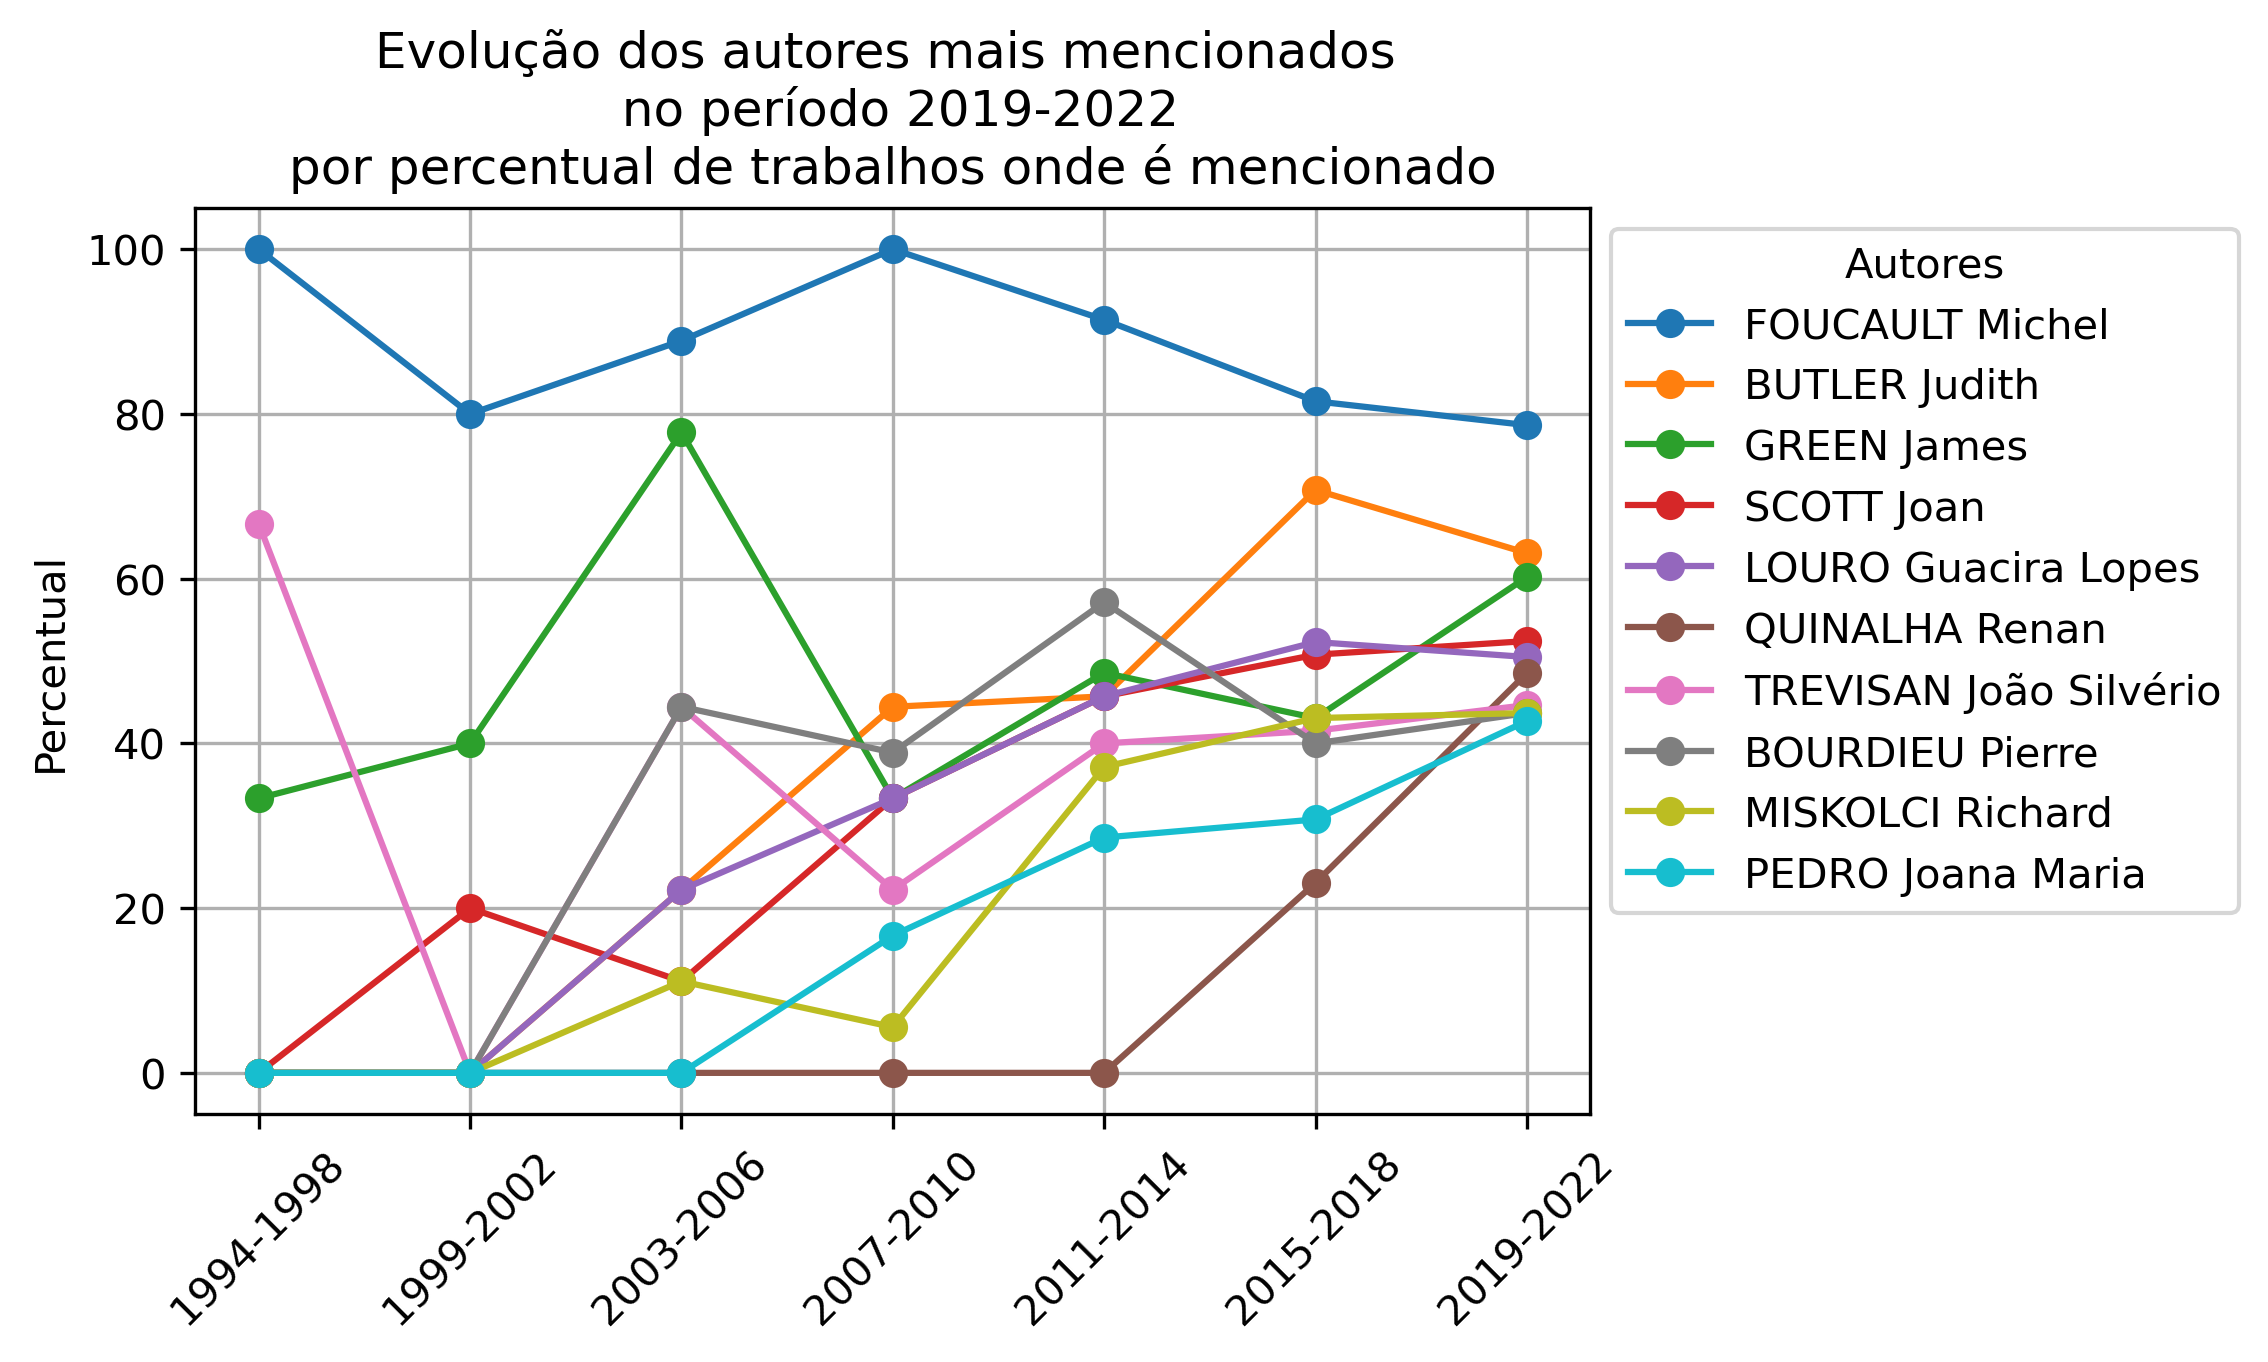 Evolução dos autores mais mencionados
no período 2019-2022
por percentual de trabalhos onde é mencionado
Percentual
100
80
60
40
20
0
1994-1998
1999-2002
2003-2006
2007-2010
2011-2014
2015-2018
2019-2022
Autores
FOUCAULT Michel
BUTLER Judith
GREEN James
SCOTT Joan
LOURO Guacira Lopes
QUINALHA Renan
TREVISAN João Silvério
BOURDIEU Pierre
MISKOLCI Richard
PEDRO Joana Maria